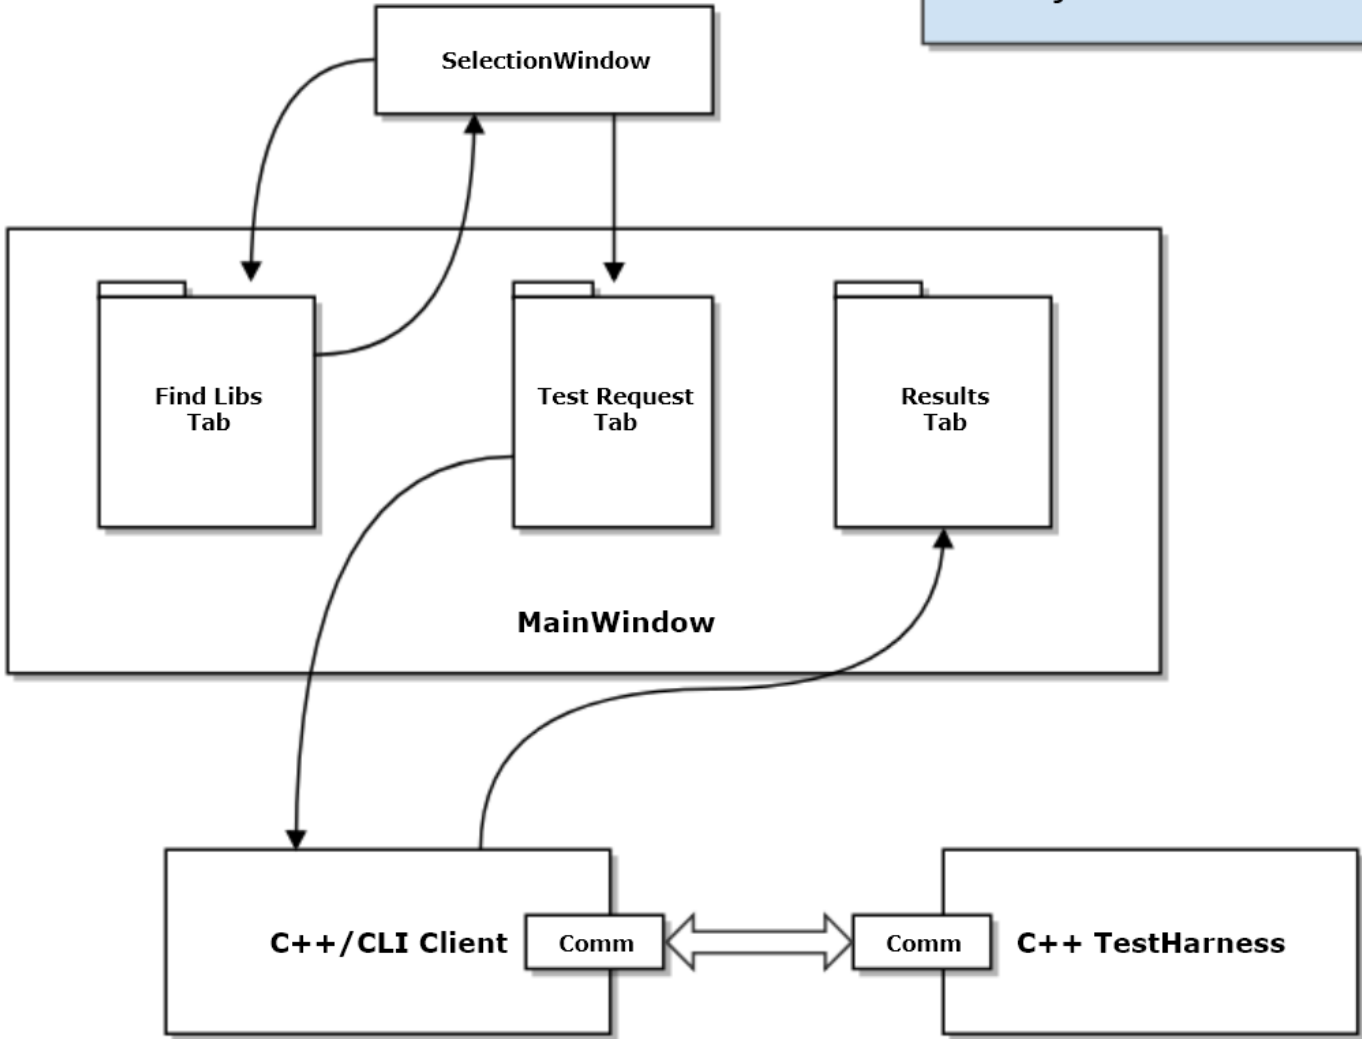 SelectionWindow
Find Libs
Tab
Test Request
Tab
Results
Tab
MainWindow
C++/CLI Client
Comm
Comm
C++ TestHarness